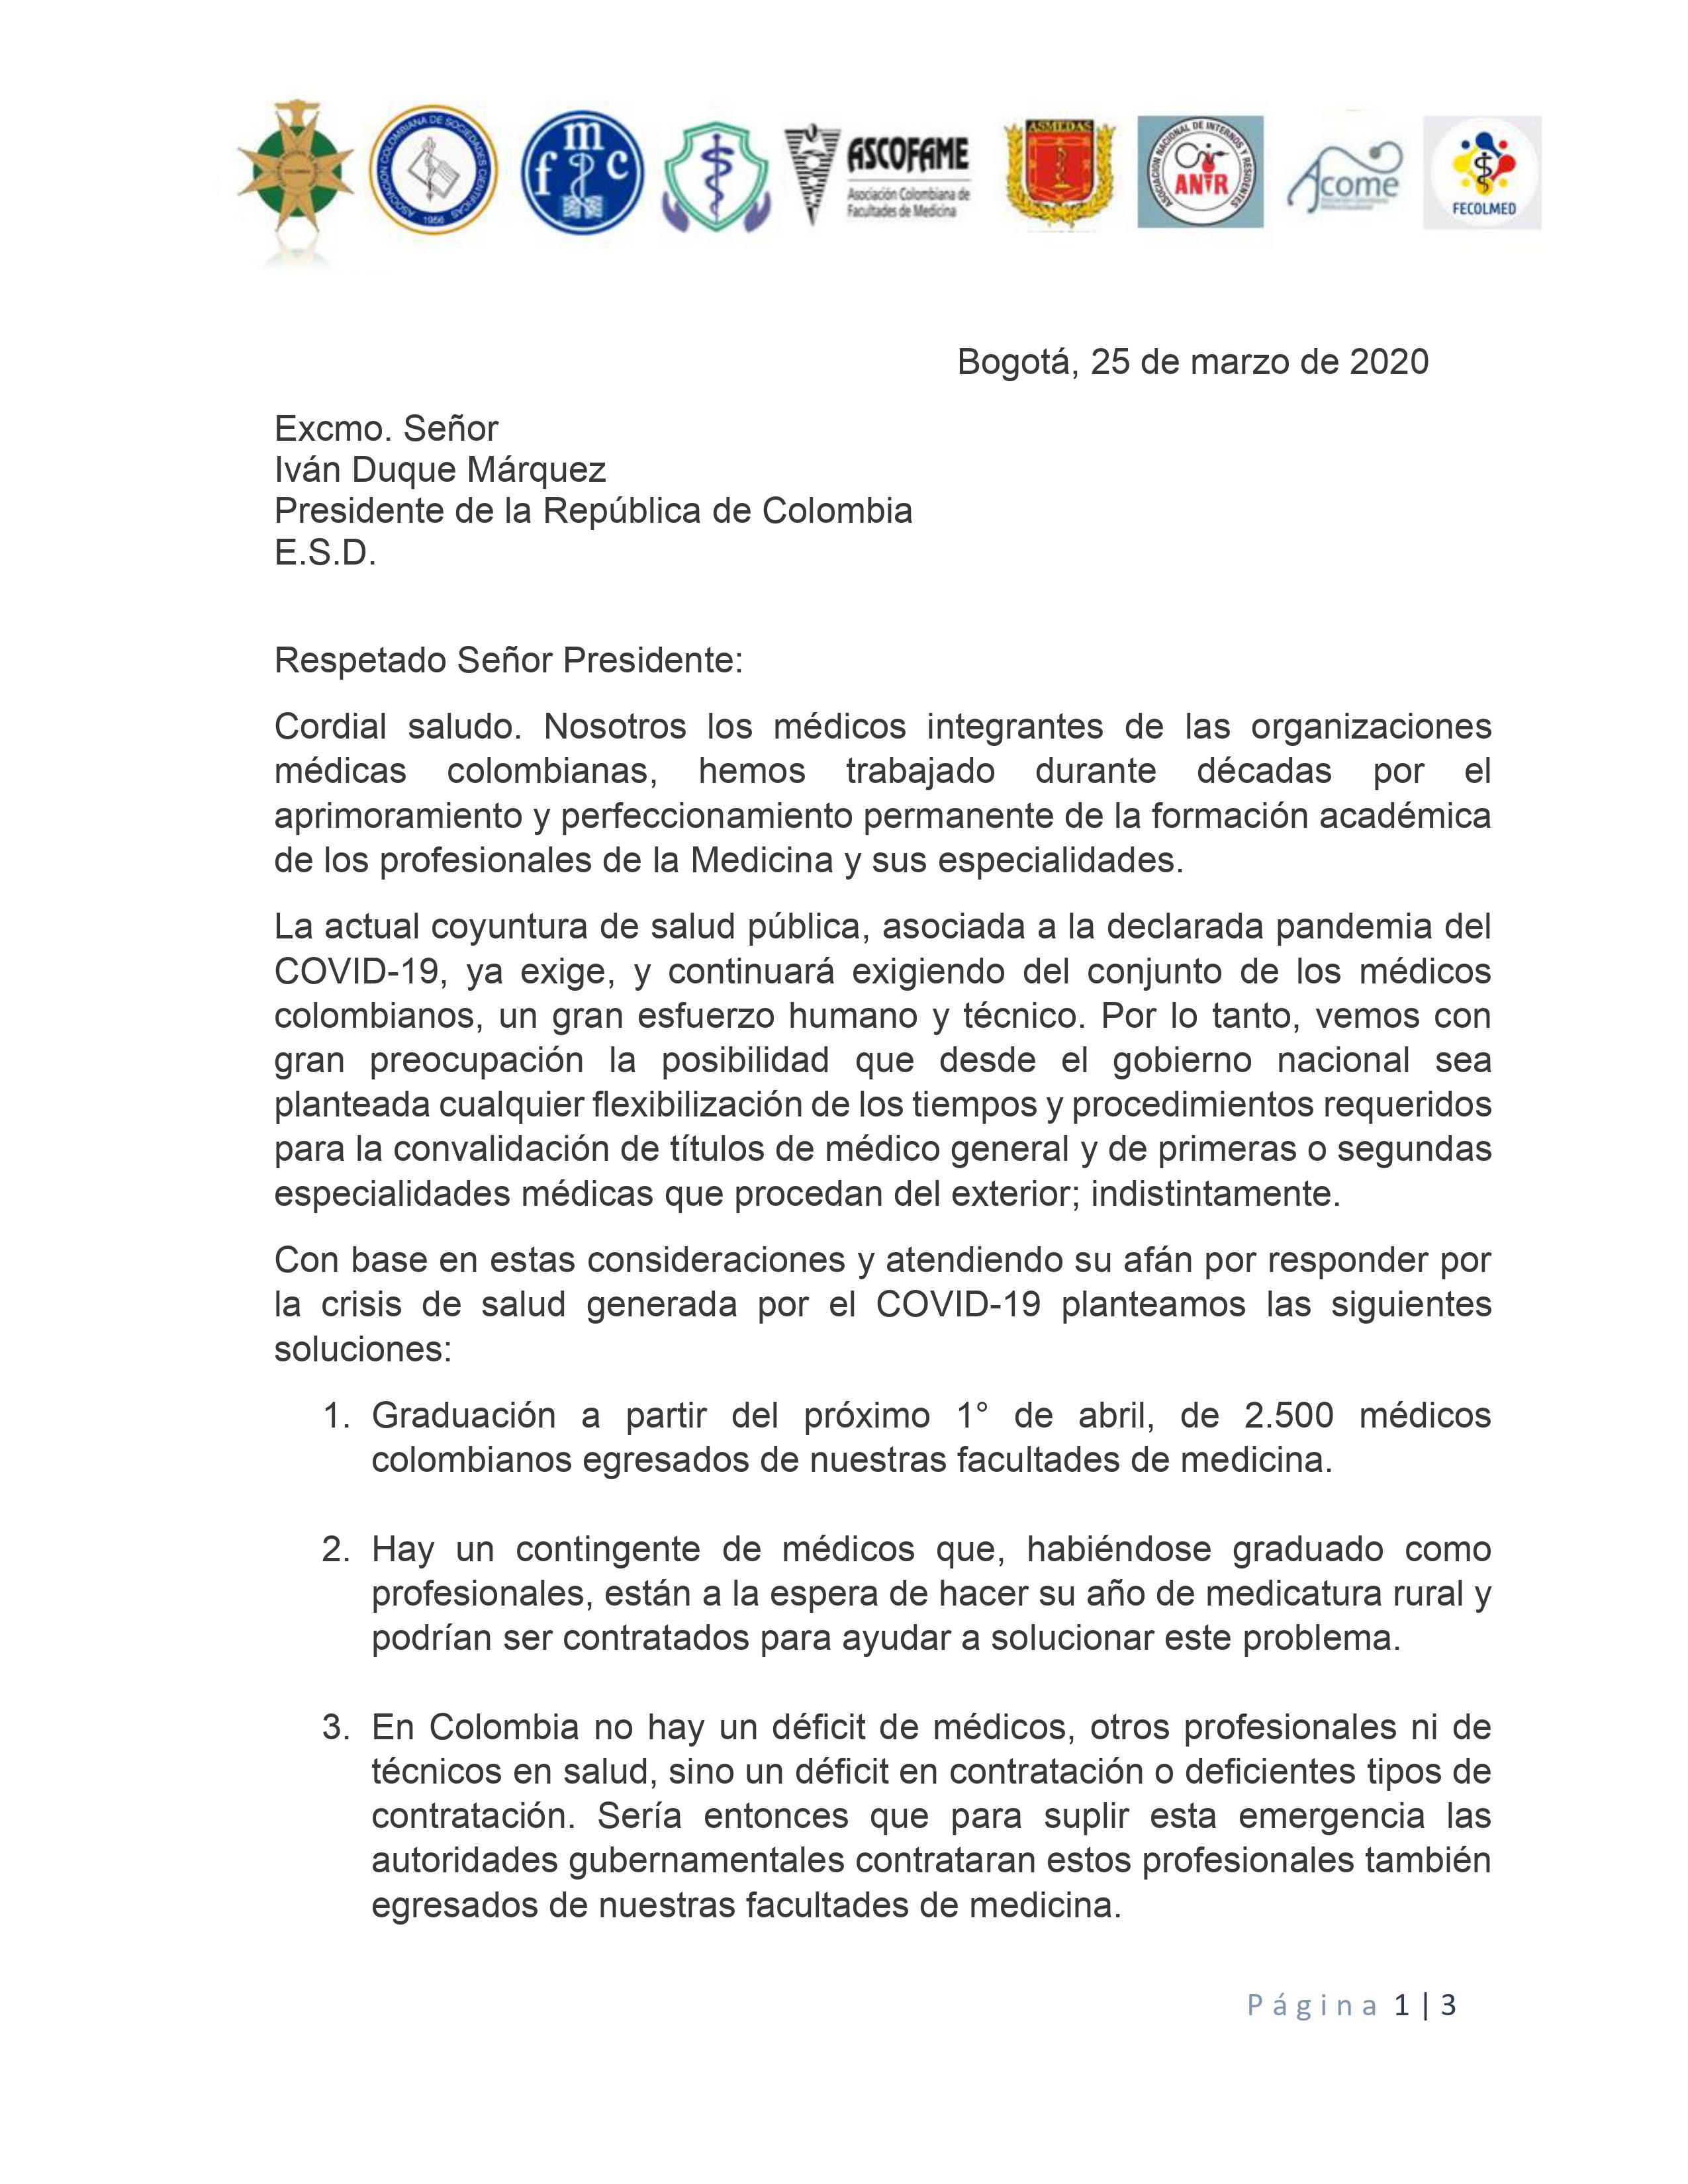 ASOCIACIÓN COLOMBIANA DE SOCIEDADES CIENTIFICAS
1956
f m c
ASCOFAME
Asociación Colombiana de
Facultades de Medicina
ASMEDAS
ASOCIACION NACIONAL DE INTERNOS Y RESIDENTES
ANIR
Acome
FECOLMED
Bogotá, 25 de marzo de 2020
Excmo. Señor
Iván Duque Márquez
Presidente de la República de Colombia
E.S.D.
Respetado Señor Presidente:
Cordial saludo. Nosotros los médicos integrantes de las organizaciones
médicas colombianas, hemos trabajado durante décadas por el
aprimoramiento y perfeccionamiento permanente de la formación académica
de los profesionales de la Medicina y sus especialidades.
La actual coyuntura de salud pública, asociada a la declarada pandemia del
COVID-19, ya exige, y continuará exigiendo del conjunto de los médicos
colombianos, un gran esfuerzo humano y técnico. Por lo tanto, vemos con
gran preocupación la posibilidad que desde el gobierno nacional sea
planteada cualquier flexibilización de los tiempos y procedimientos requeridos
para la convalidación de títulos de médico general y de primeras o segundas
especialidades médicas que procedan del exterior; indistintamente.
Con base en estas consideraciones y atendiendo su afán por responder por
la crisis de salud generada por el COVID-19 planteamos las siguientes
soluciones:
1. Graduación a partir del próximo 1° de abril, de 2.500 médicos
colombianos egresados de nuestras facultades de medicina.
2. Hay un contingente de médicos que, habiéndose graduado como
profesionales, están a la espera de hacer su año de medicatura rural y
podrían ser contratados para ayudar a solucionar este problema.
3. En Colombia no hay un déficit de médicos, otros profesionales ni de
técnicos en salud, sino un déficit en contratación o deficientes tipos de
contratación. Sería entonces que para suplir esta emergencia las
autoridades gubernamentales contrataran estos profesionales también
egresados de nuestras facultades de medicina.
Página 1 | 3